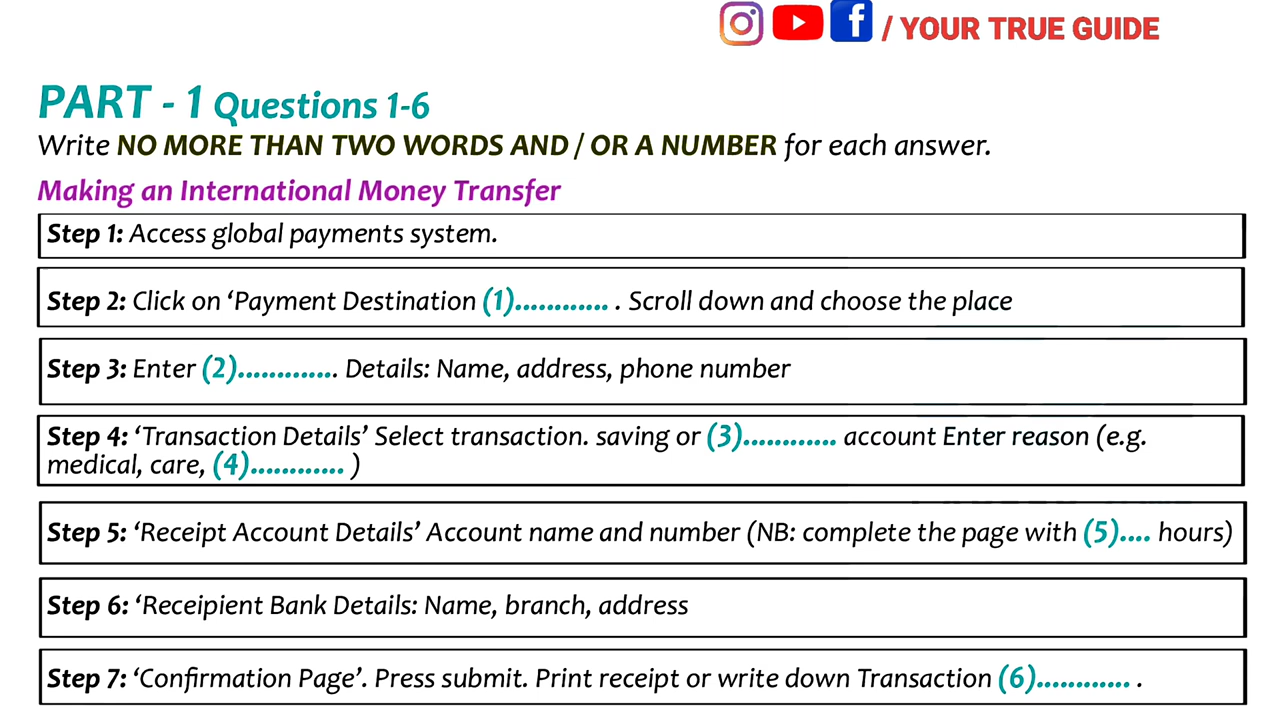 / YOUR TRUE GUIDE
PART - 1 Questions 1-6
Write NO MORE THAN TWO WORDS AND / OR A NUMBER for each answer.
Making an International Money Transfer
Step 1: Access global payments system.
Step 2: Click on ‘Payment Destination (1)............ . Scroll down and choose the place
Step 3: Enter (2)............. Details: Name, address, phone number
Step 4: ‘Transaction Details’ Select transaction. saving or (3)............ account Enter reason (e.g.
medical, care, (4)............ )
Step 5: ‘Receipt Account Details’ Account name and number (NB: complete the page with (5).... hours)
Step 6: ‘Receipient Bank Details: Name, branch, address
Step 7: ‘Confirmation Page’. Press submit. Print receipt or write down Transaction (6)............ .